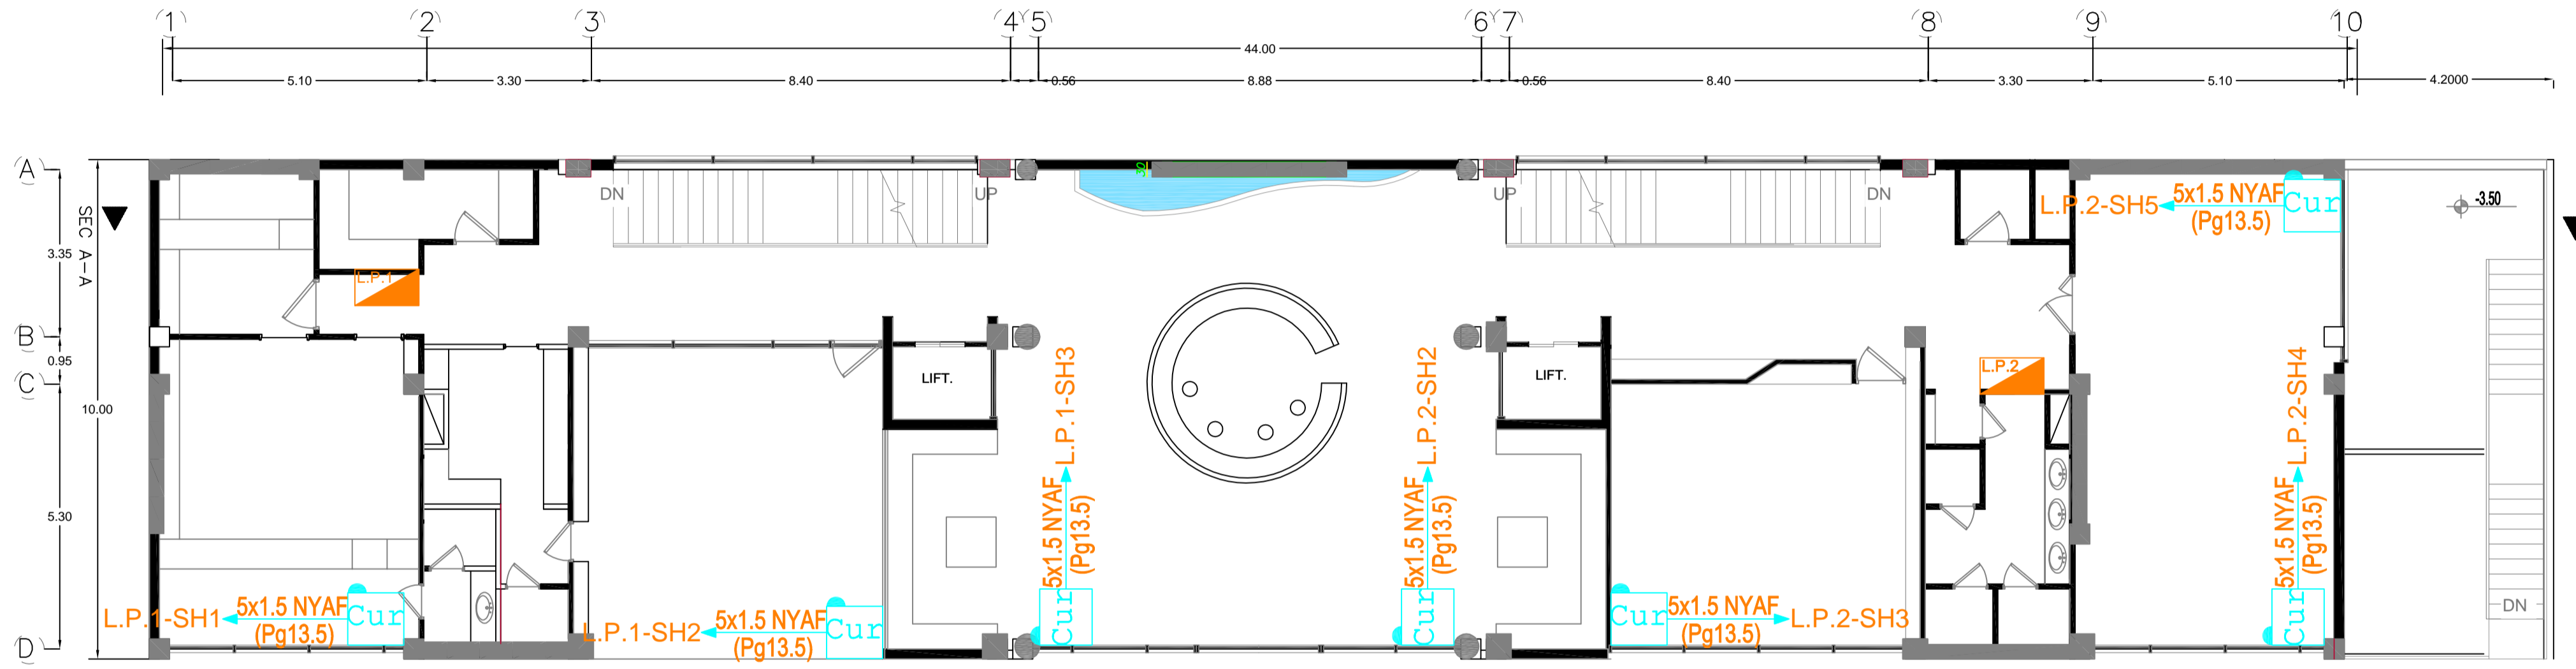 1 2 3 4 5 6 7 8 9 10
44.00
5.10 3.30 8.40 0.56 8.88 0.56 8.40 3.30 5.10 4.2000
A
B
C
D
3.35
0.95
5.30
10.00
SEC A-A
DN
UP
30
UP
DN
L.P.1
LIFT.
LIFT.
L.P.2
-3.50
DN
L.P.2-SH5
5x1.5 NYAF
(Pg13.5)
Cur
L.P.1-SH3
5x1.5 NYAF
(Pg13.5)
Cur
L.P.2-SH2
5x1.5 NYAF
(Pg13.5)
Cur
L.P.2-SH4
5x1.5 NYAF
(Pg13.5)
Cur
L.P.1-SH1
5x1.5 NYAF
(Pg13.5)
Cur
L.P.1-SH2
5x1.5 NYAF
(Pg13.5)
Cur
Cur
5x1.5 NYAF
(Pg13.5)
L.P.2-SH3